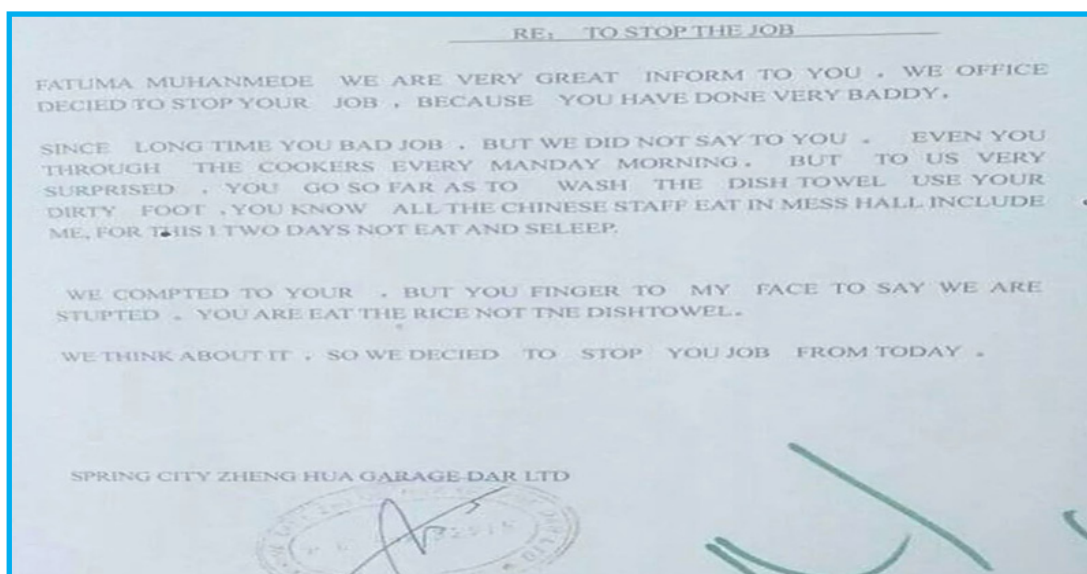 RE: TO STOP THE JOB
FATUMA MUHANMEDE WE ARE VERY GREAT INFORM TO YOU . WE OFFICE
DECIED TO STOP YOUR JOB , BECAUSE YOU HAVE DONE VERY BADDY.
SINCE LONG TIME YOU BAD JOB , BUT WE DID NOT SAY TO YOU . EVEN YOU
THROUGH THE COOKERS EVERY MANDAY MORNING. BUT TO US VERY
SURPRISED . YOU GO SO FAR AS TO WASH THE DISH TOWEL USE YOUR
DIRTY FOOT .YOU KNOW ALL THE CHINESE STAFF EAT IN MESS HALL INCLUDE
ME, FOR THIS I TWO DAYS NOT EAT AND SELEEP.
WE COMPTED TO YOUR . BUT YOU FINGER TO MY FACE TO SAY WE ARE
STUPTED . YOU ARE EAT THE RICE NOT TNE DISHTOWEL.
WE THINK ABOUT IT , SO WE DECIED TO STOP YOU JOB FROM TODAY .
SPRING CITY ZHENG HUA GARAGE DAR LTD